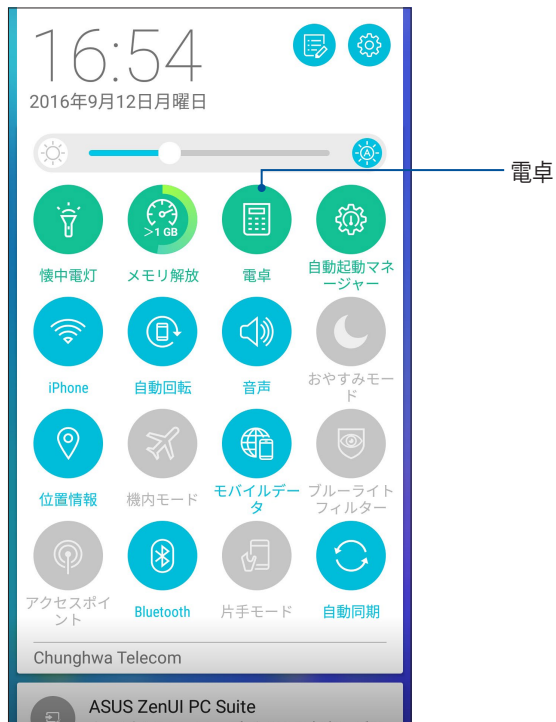 16:54
2016年9月12日月曜日
A
電卓
>1 GB
懐中電灯
メモリ解放
電卓
自動起動マネ
ージャー
iPhone
自動回転
音声
おやすみモー
ド
位置情報
機内モード
モバイルデー
タ
ブルーライト
フィルター
アクセスポイ
ント
Bluetooth
片手モード
自動同期
Chunghwa Telecom
ASUS ZenUI PC Suite